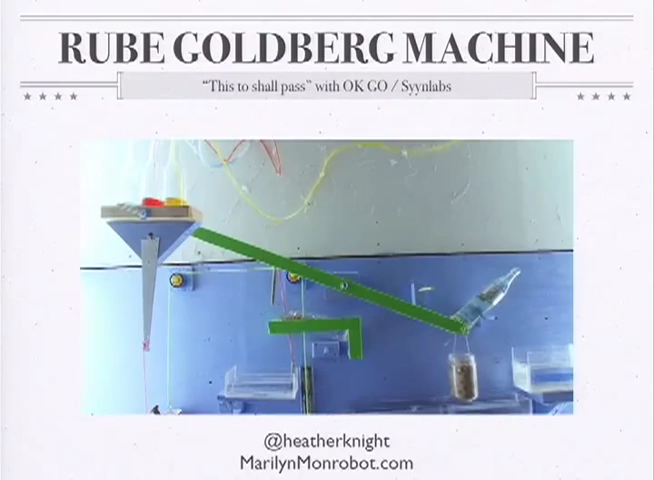 RUBE GOLDBERG MACHINE
“This to shall pass” with OK GO / Syynlabs
@heatherknight
MarilynMonrobot.com